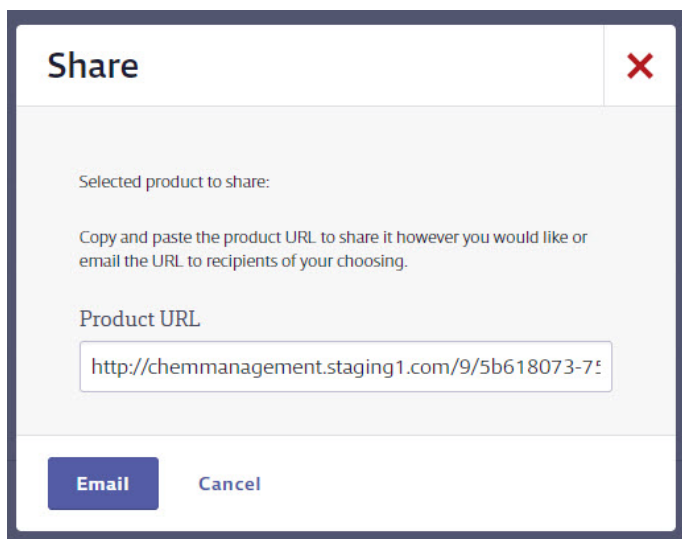 Share
Selected product to share:
Copy and paste the product URL to share it however you would like or
email the URL to recipients of your choosing.
Product URL
http://chemmanagement.staging1.com/9/5b618073-75
Email Cancel